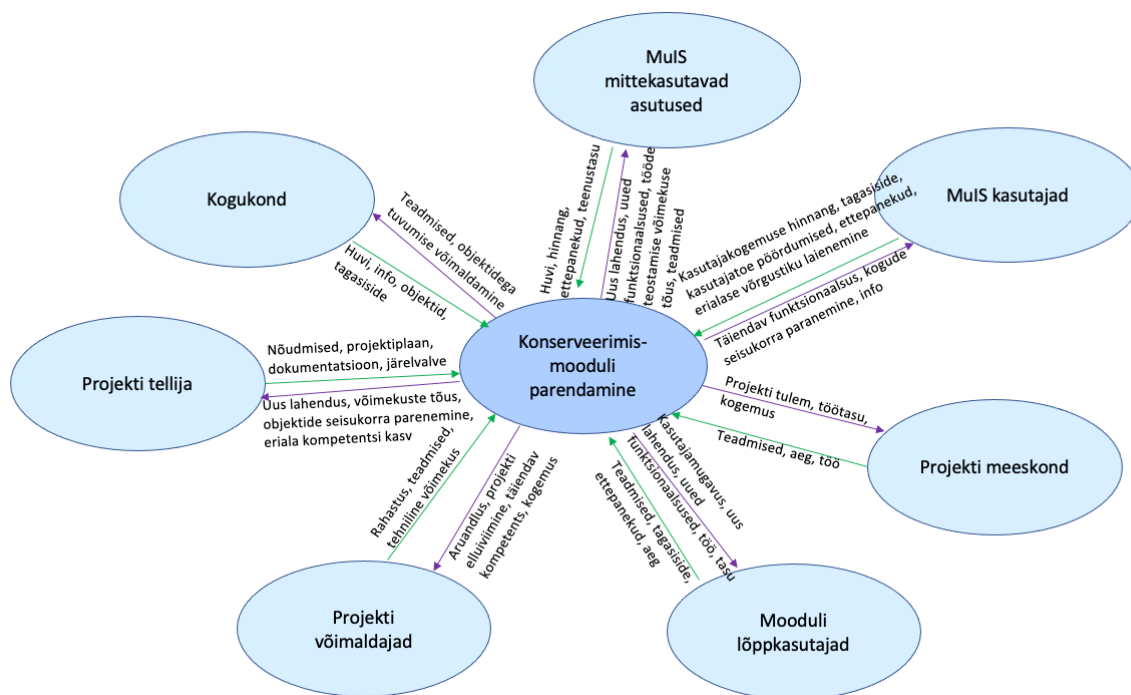 MuIS
mittekasutavad
asutused
Kogukond
MuIS kasutajad
Teadmised, objektidega
tuvumise võimaldamine
Huvi, info, objektid,
tagasiside
Huvi, hinnang,
ettepanekud, teenustasu
Uus lahendus, uued
funktsionaalsused, tööde
teostamise võimekuse
tõus, teadmised
Kasutajakogemuse hinnang, tagasiside,
kasutajatoe pöördumised, ettepanekud,
erialase võrgustiku laienemine
Täiendav funktsionaalsus, kogude
seisukorra paranemine, info
Konserveerimis-
mooduli
parendamine
Projekti tellija
Nõudmised, projektiplaan,
dokumentatsioon, järelvalve
Uus lahendus, võimekuste tõus,
objektide seisukorra parenemine,
eriala kompetentsi kasv
Projekti tulem, töötasu,
kogemus
Teadmised, aeg, töö
Projekti meeskond
Rahastus, teadmised,
tehniline võimekus
Aruandlus, projekti
elluiviimine, täiendav
kompetents, kogemus
Kasutajamugavus, uus
lahendus, uued
funktsionaalsused, töö, tasu
Teadmised, tagasiside,
ettepanekud, aeg
Projekti
võimaldajad
Mooduli
lõppkasutajad